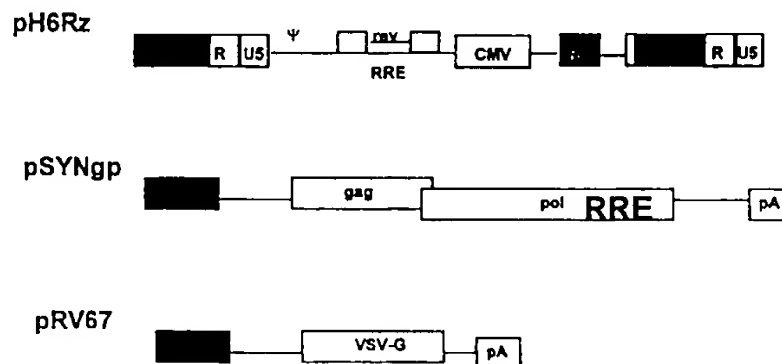 pH6Rz
Ψ
rev
R U5
RRE
CMV
R U5
pSYNgp
gag
pol RRE
pA
pRV67
VSV-G
pA